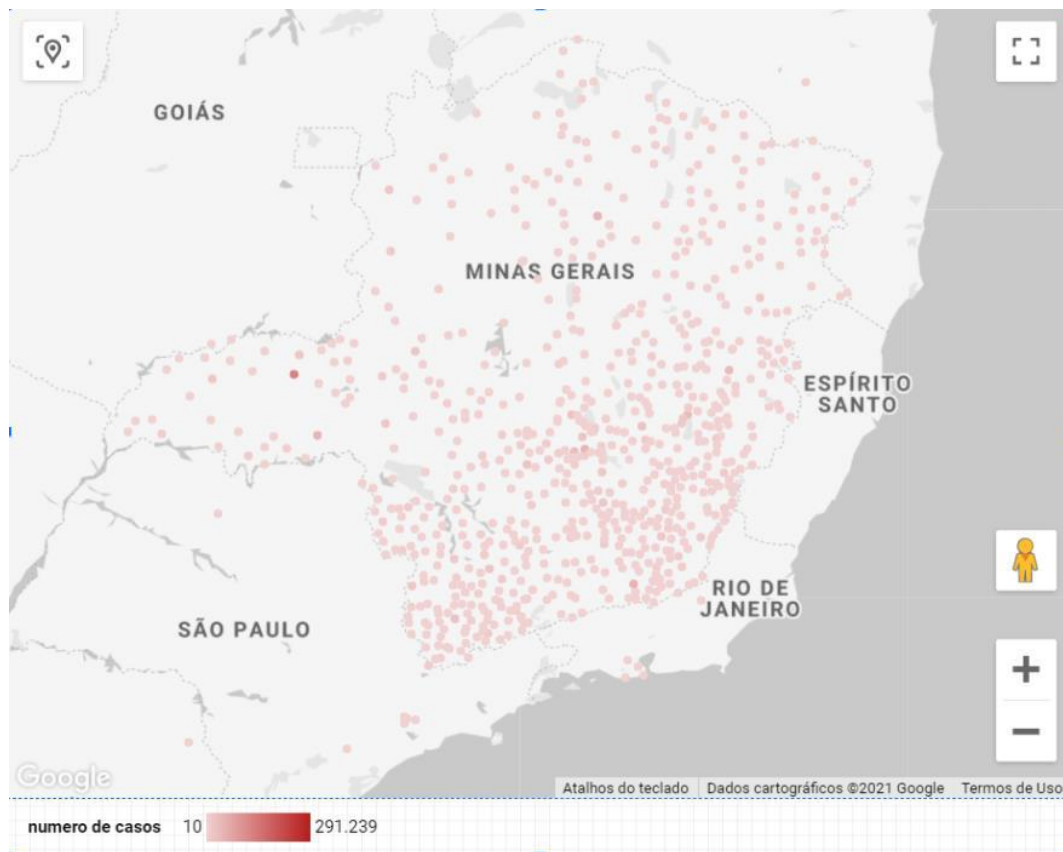 GOIÁS
MINAS GERAIS
ESPÍRITO
SANTO
RIO DE
JANEIRO
SÃO PAULO
Google
Atalhos do teclado Dados cartográficos ©2021 Google Termos de Uso
numero de casos 10 291.239